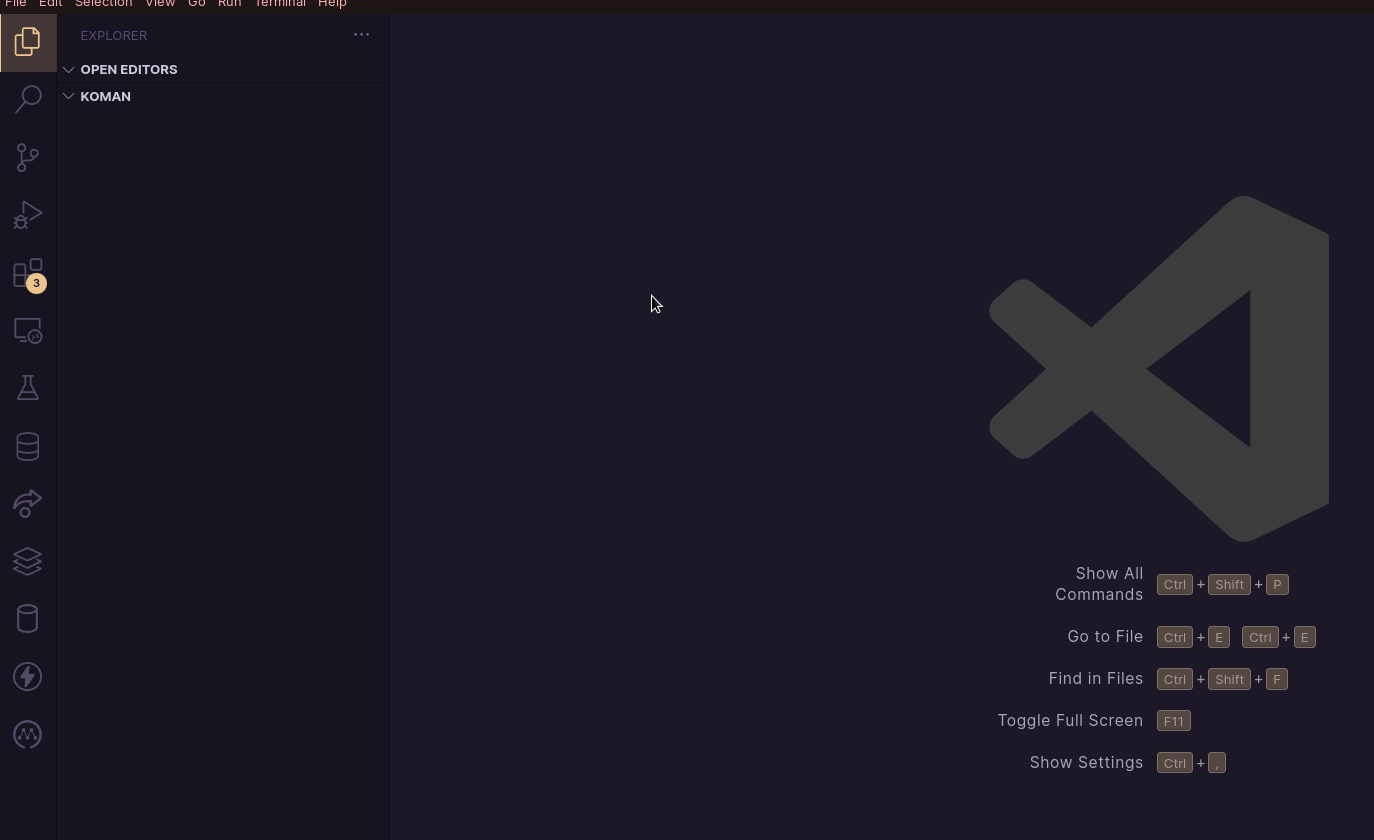 File Edit Selection View Go Run Terminal Help
EXPLORER
OPEN EDITORS
KOMAN
3
Show All
Commands
Ctrl + Shift + P
Go to File Ctrl + E Ctrl + E
Find in Files Ctrl + Shift + F
Toggle Full Screen F11
Show Settings Ctrl + ,